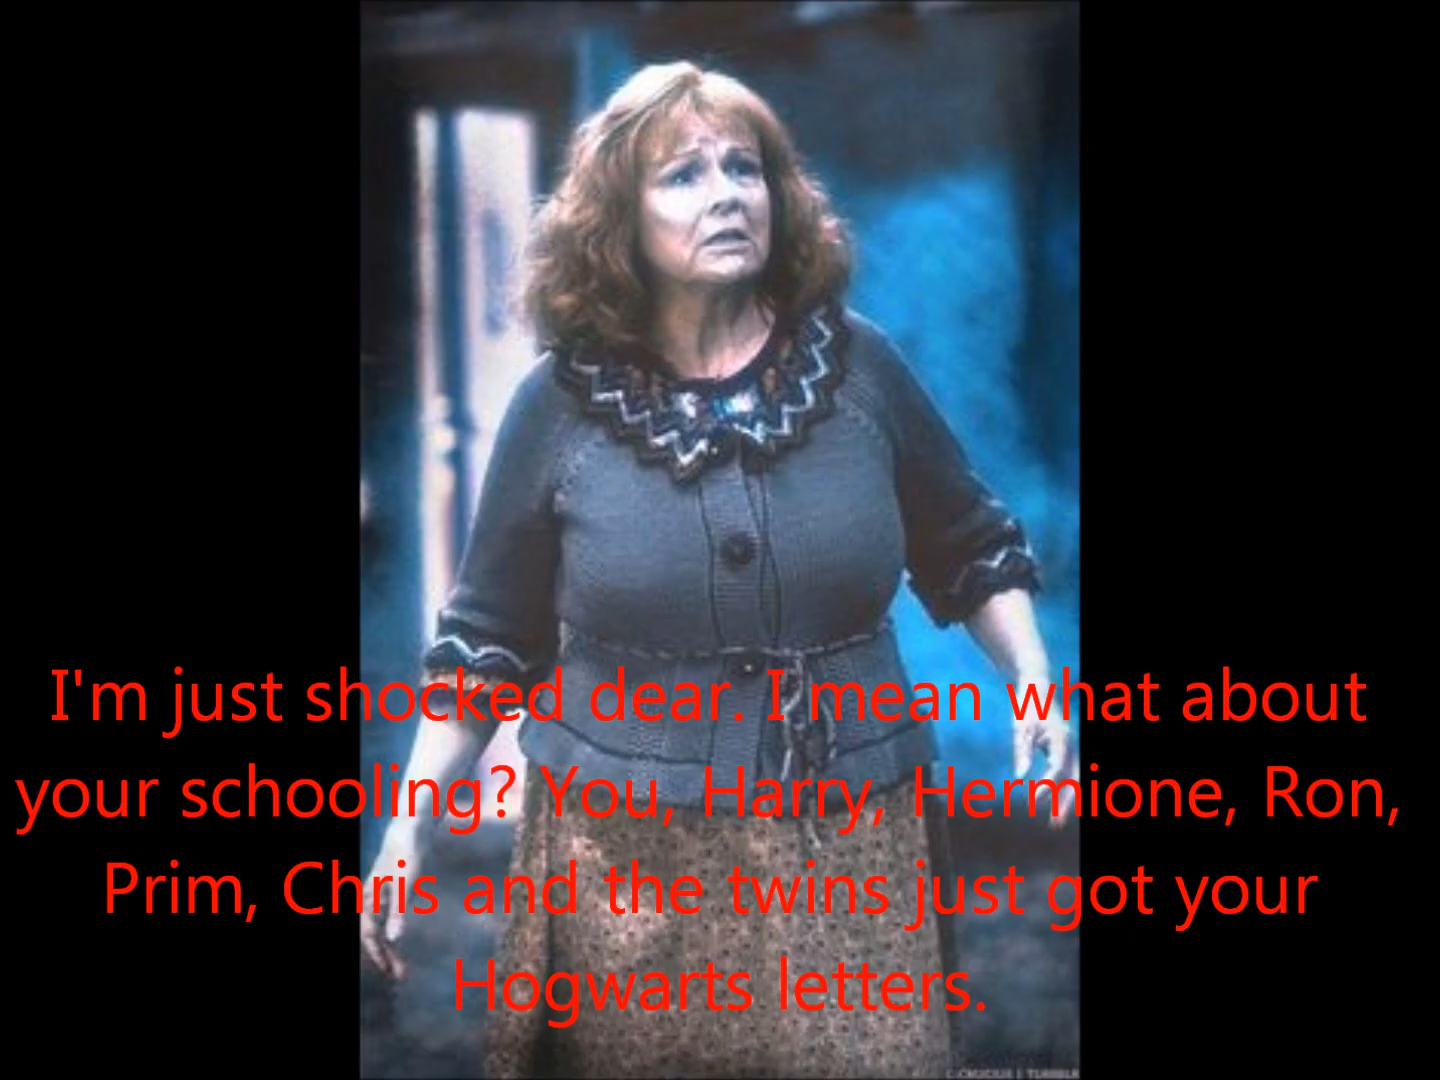 I'm just shocked dear. I mean what about
your schooling? You, Harry, Hermione, Ron,
Prim, Chris and the twins just got your
Hogwarts letters.